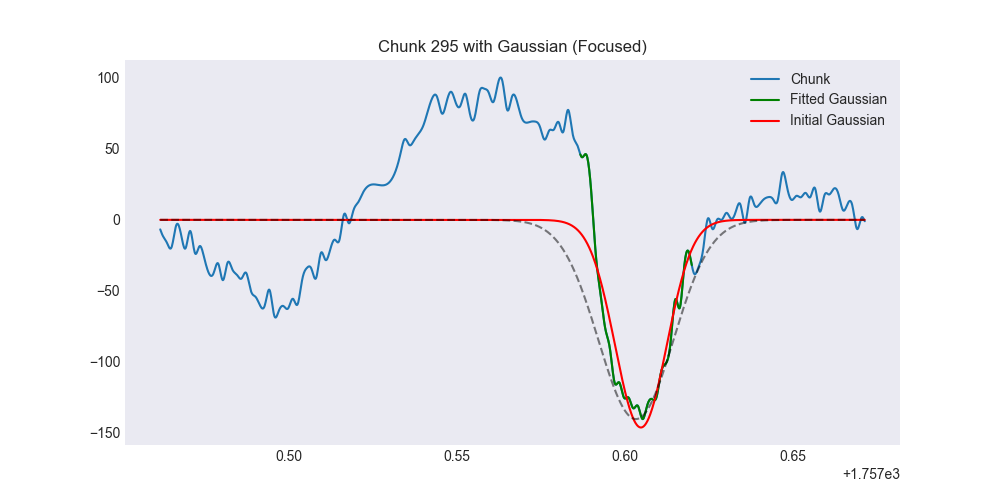 Chunk 295 with Gaussian (Focused)
Chunk
Fitted Gaussian
Initial Gaussian
100
50
0
−50
−100
−150
0.50 0.55 0.60 0.65
+1.757e3